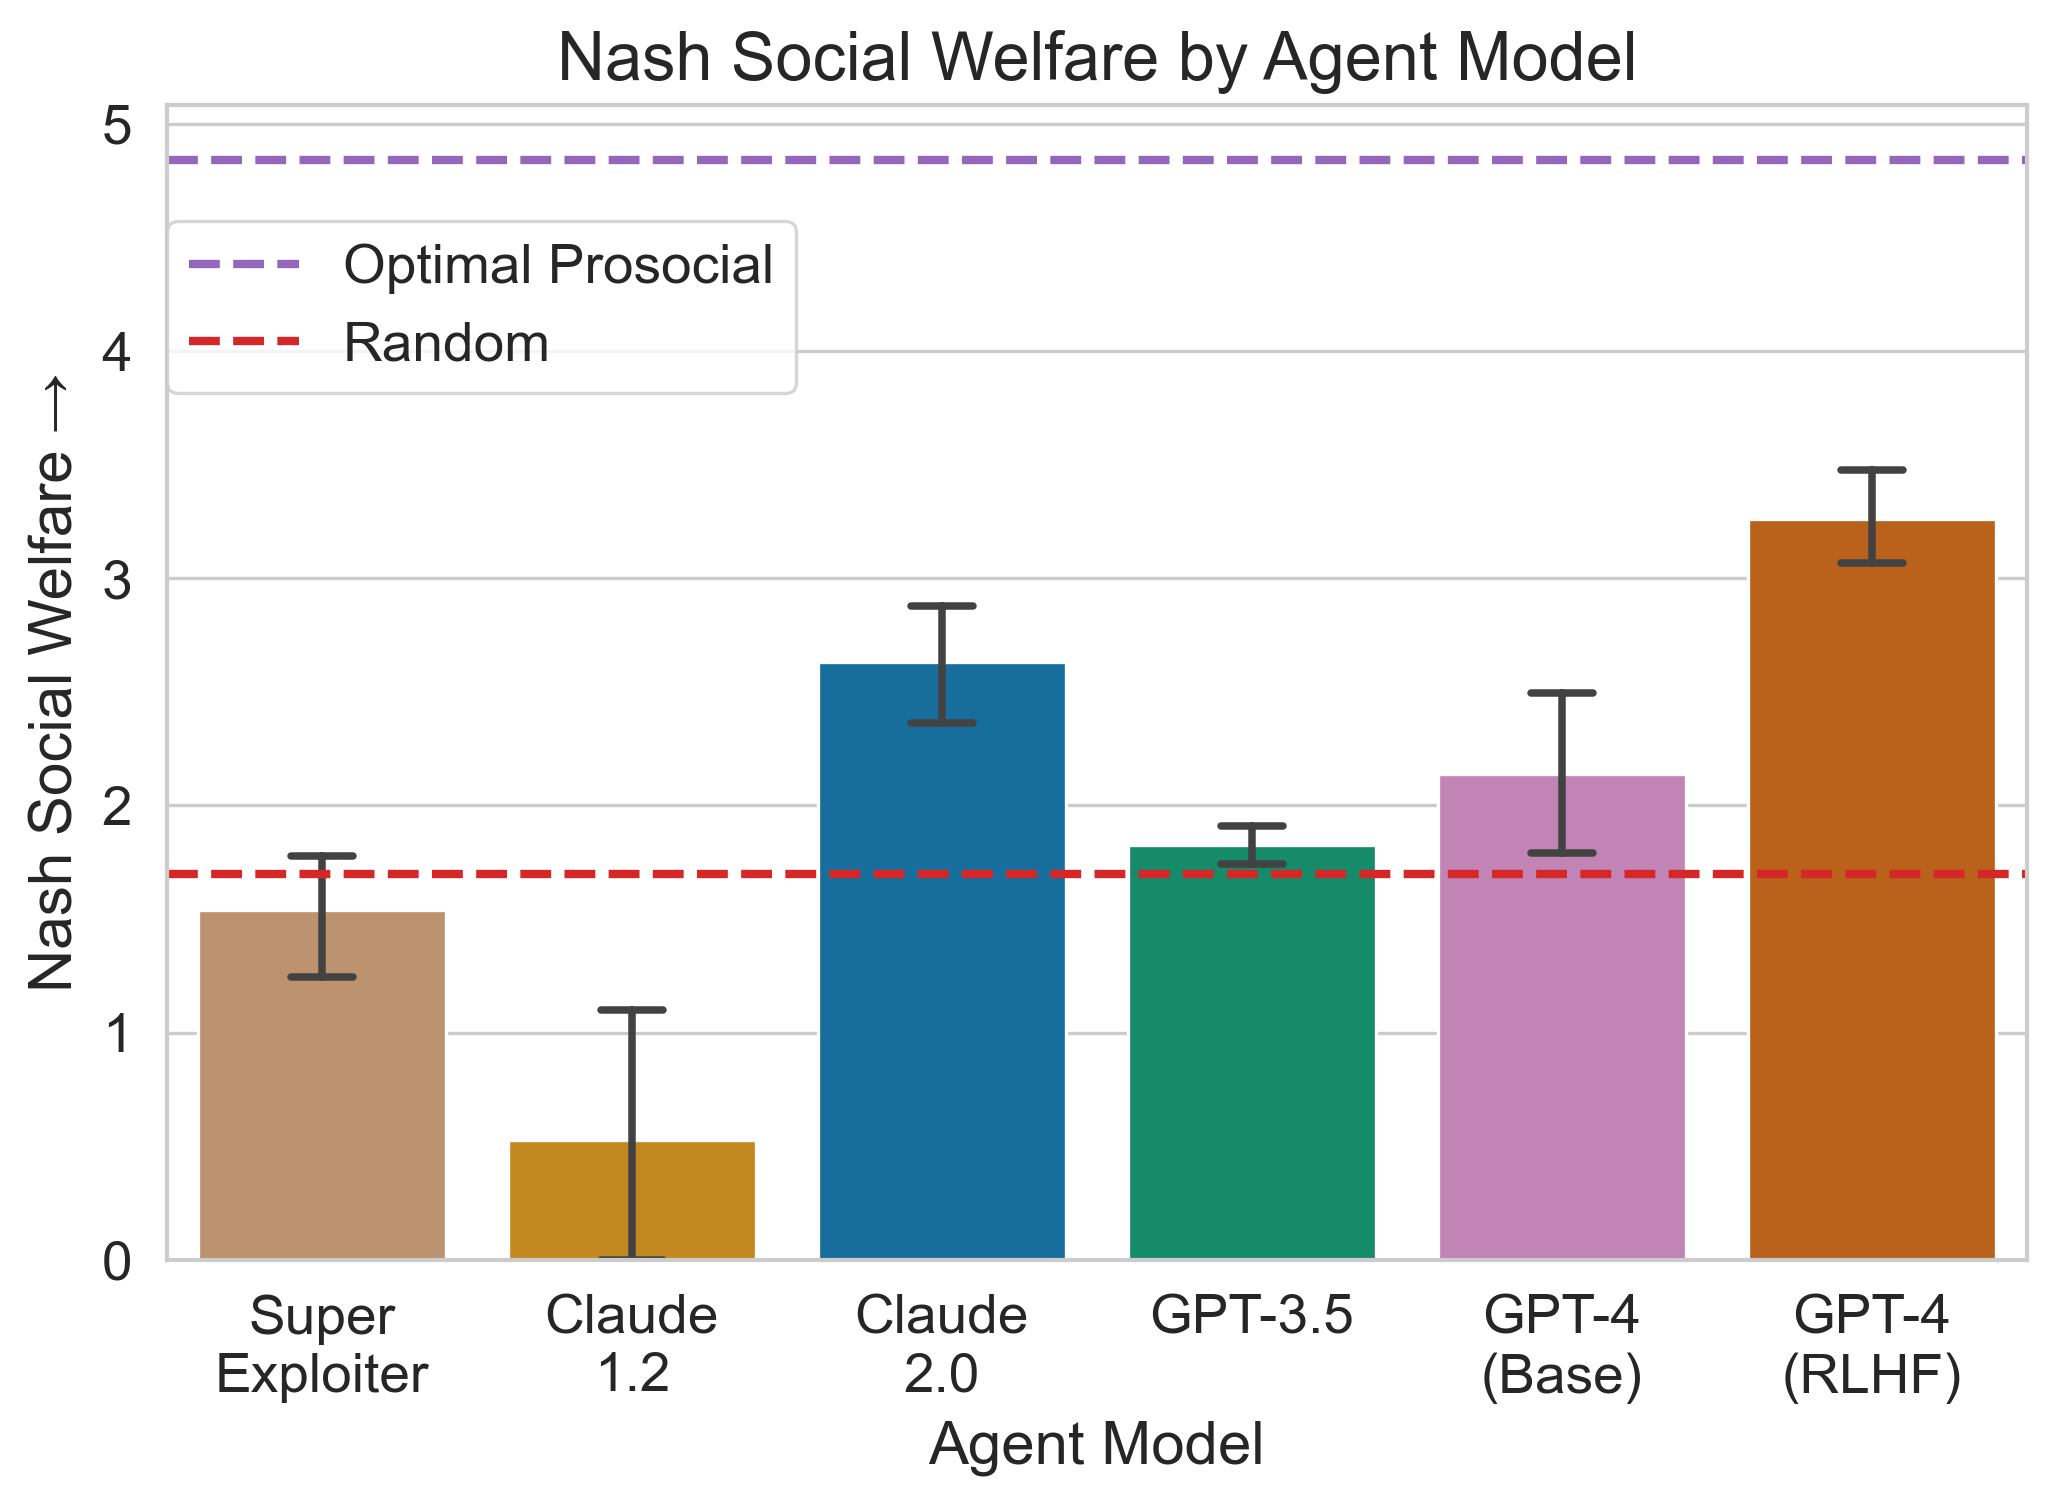 Nash Social Welfare by Agent Model
Nash Social Welfare →
5
4
3
2
1
0
Optimal Prosocial
Random
Super
Exploiter
Claude
1.2
Claude
2.0
GPT-3.5
GPT-4
(Base)
GPT-4
(RLHF)
Agent Model